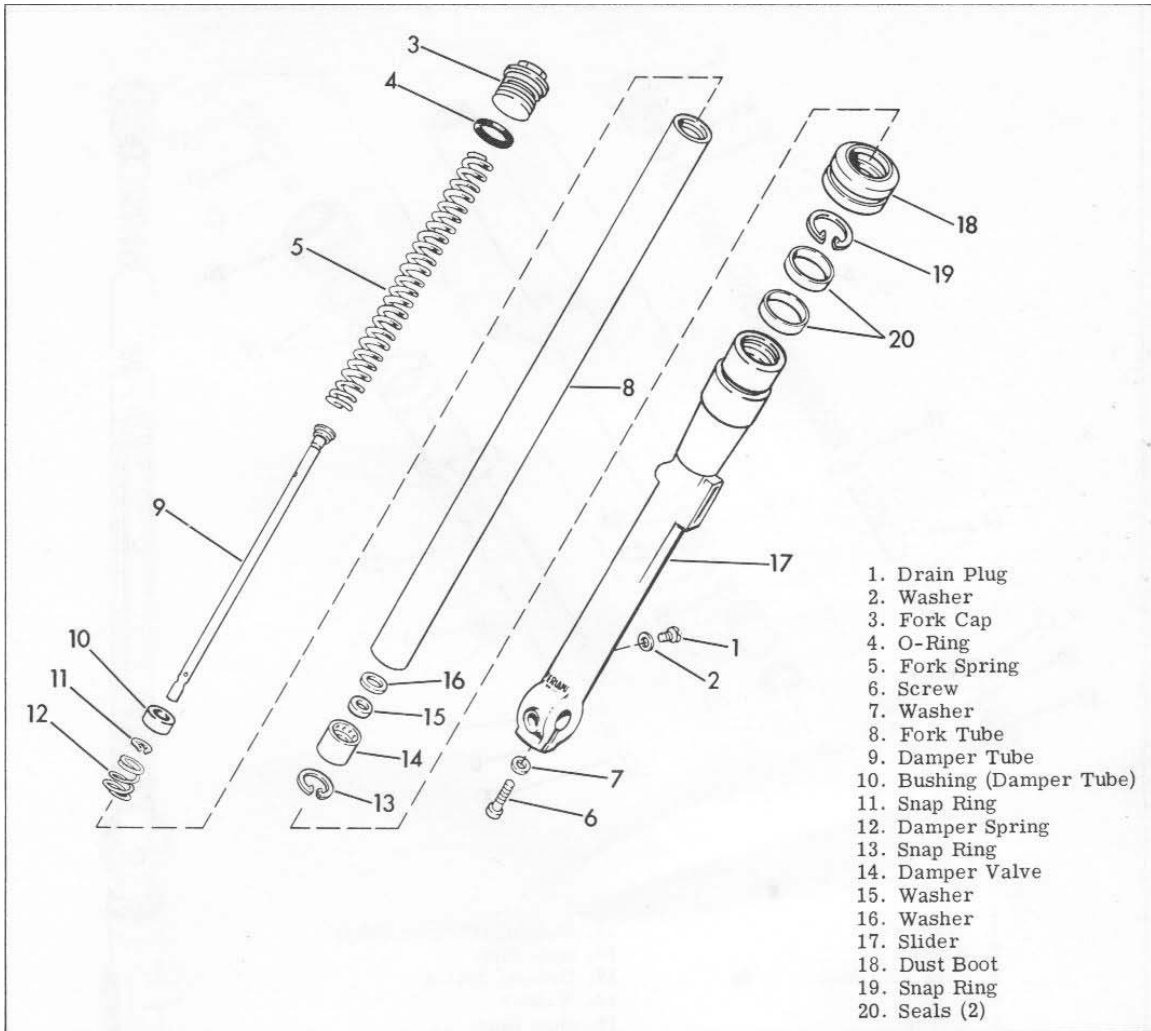 3
4
5
18
19
20
8
9
17
10
11
12
16
15
14
13
1
2
7
6
1. Drain Plug
2. Washer
3. Fork Cap
4. O-Ring
5. Fork Spring
6. Screw
7. Washer
8. Fork Tube
9. Damper Tube
10. Bushing (Damper Tube)
11. Snap Ring
12. Damper Spring
13. Snap Ring
14. Damper Valve
15. Washer
16. Washer
17. Slider
18. Dust Boot
19. Snap Ring
20. Seals (2)